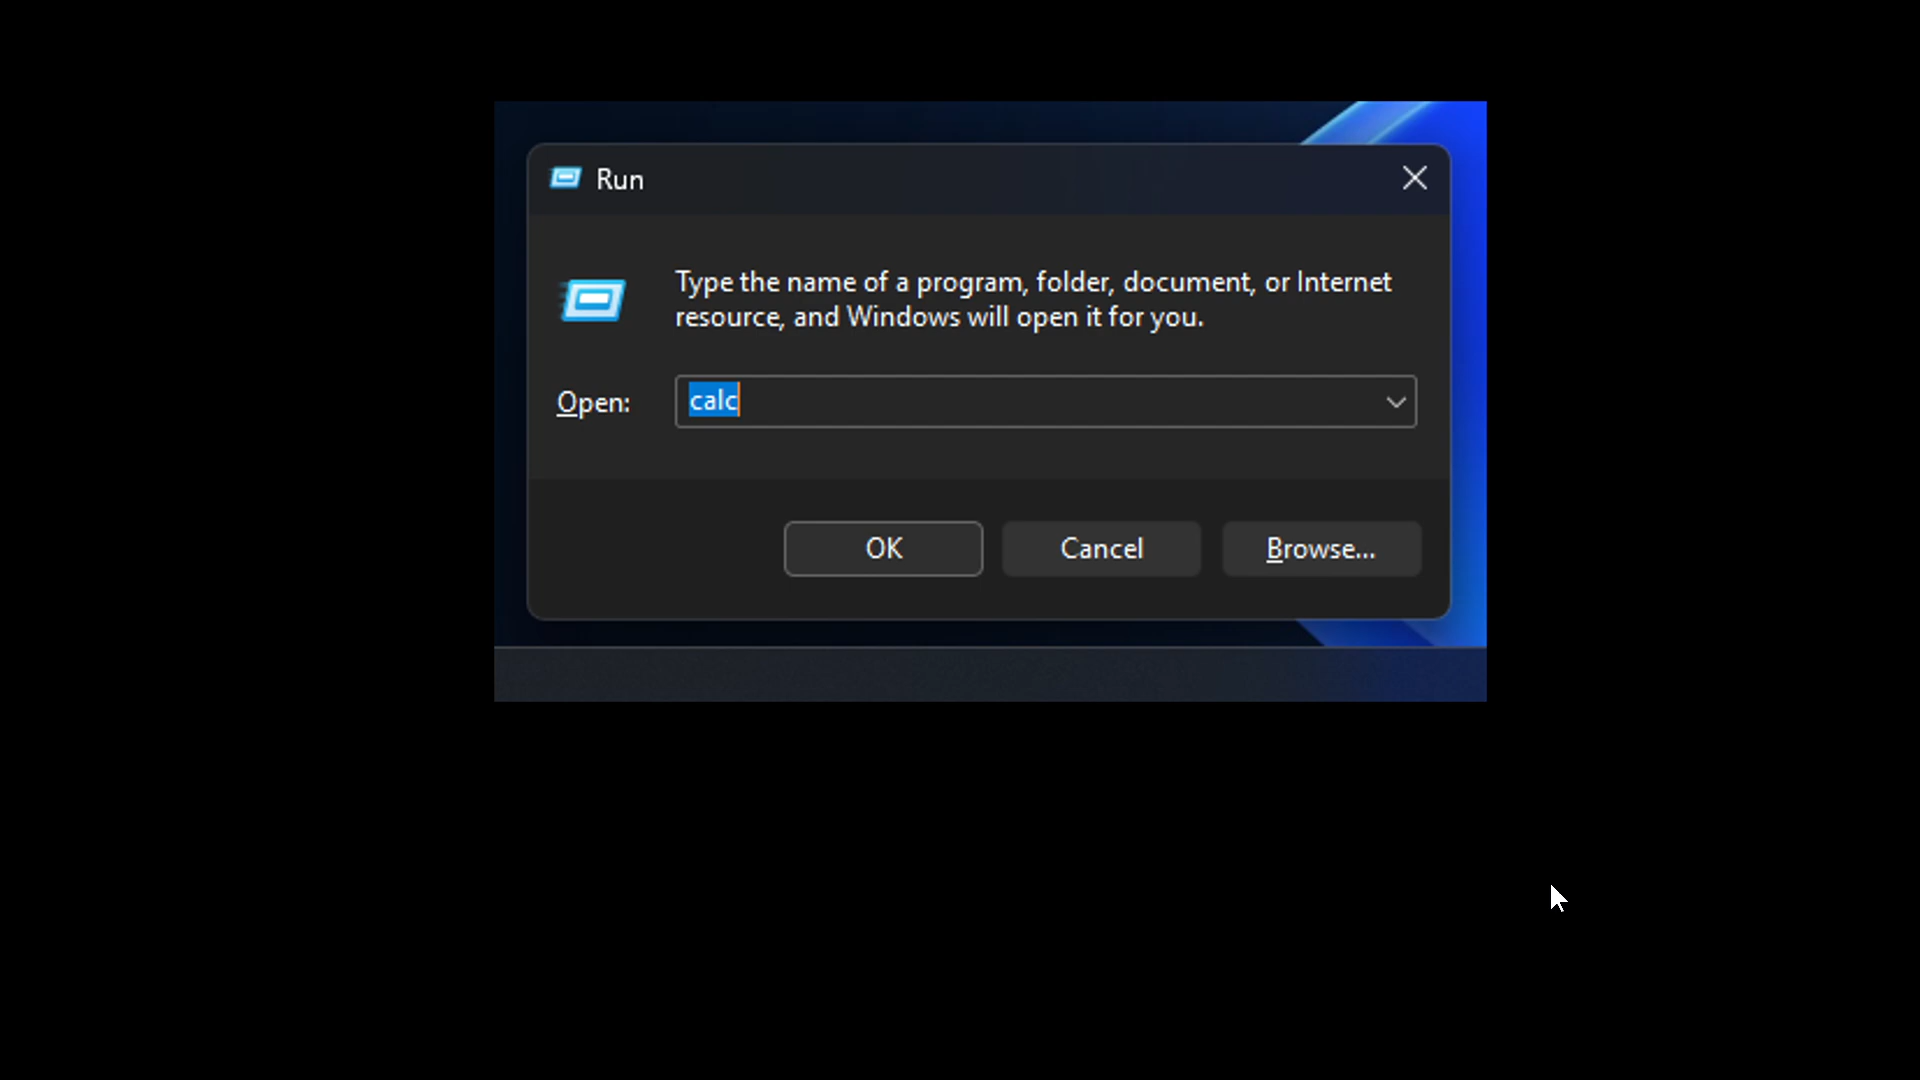 Run
Type the name of a program, folder, document, or Internet
resource, and Windows will open it for you.
Open: calc
OK Cancel Browse...